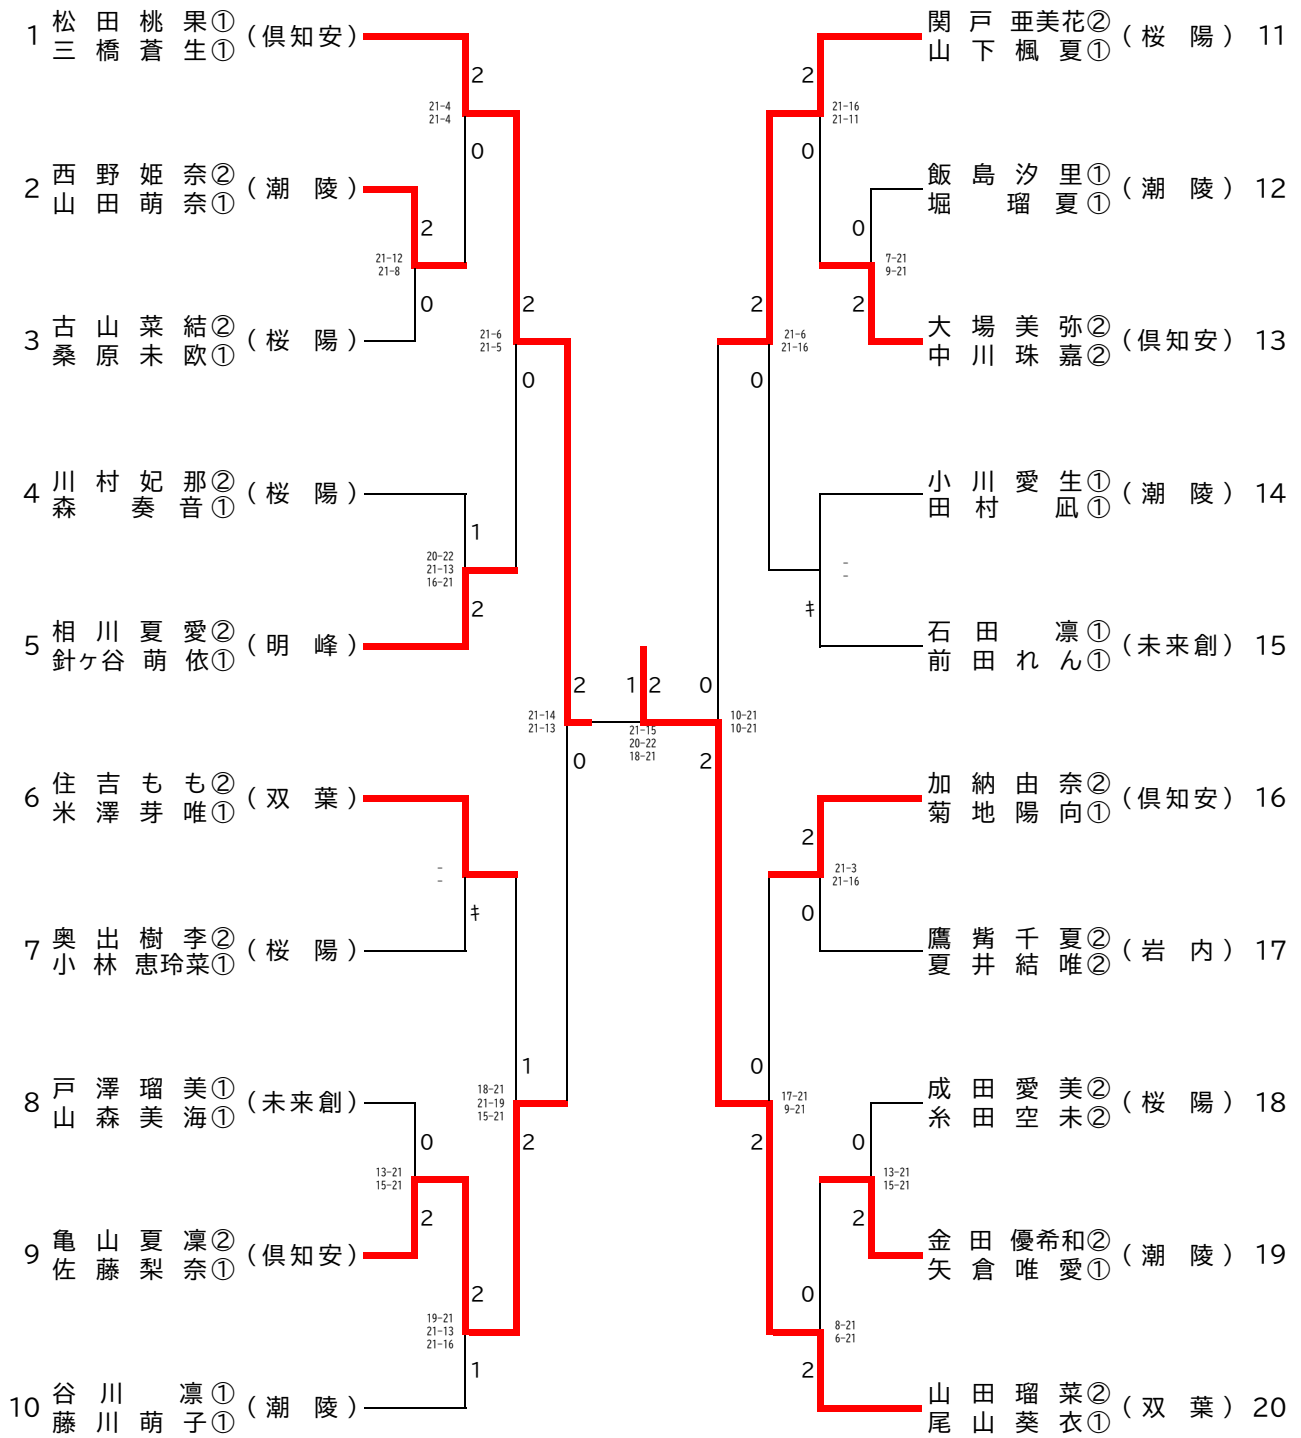 1 松田桃果① (倶知安)
三橋蒼生①
2
21-4
21-4
0
2 西野姫奈② (潮陵)
山田萌奈①
2
21-12
21-8
0
3 古山菜結② (桜陽)
桑原未欧①
2
21-6
21-5
0
4 川村妃那② (桜陽)
森奏音①
1
20-22
21-13
16-21
2
5 相川夏愛② (明峰)
針ヶ谷萌依①
2
21-14
21-13
0
6 住吉もも② (双葉)
米澤芽唯①
-
-
キ
7 奥出樹李② (桜陽)
小林恵玲菜①
1
18-21
21-19
15-21
2
8 戸澤瑠美① (未来創)
山森美海①
0
13-21
15-21
2
9 亀山夏凜② (倶知安)
佐藤梨奈①
2
19-21
21-13
21-16
1
10 谷川凛① (潮陵)
藤川萌子①
1 2
21-15
20-22
18-21
関戸亜美花② (桜陽) 11
山下楓夏①
2
21-16
21-11
0
飯島汐里① (潮陵) 12
堀瑠夏①
0
7-21
9-21
2
大場美弥② (倶知安) 13
中川珠嘉②
2
21-6
21-16
0
小川愛生① (潮陵) 14
田村凪①
-
-
キ
石田凛① (未来創) 15
前田れん①
0
10-21
10-21
2
加納由奈② (倶知安) 16
菊地陽向①
2
21-3
21-16
0
鷹觜千夏② (岩内) 17
夏井結唯②
0
17-21
9-21
2
成田愛美② (桜陽) 18
糸田空未②
0
13-21
15-21
2
金田優希和② (潮陵) 19
矢倉唯愛①
0
8-21
6-21
2
山田瑠菜② (双葉) 20
尾山葵衣①